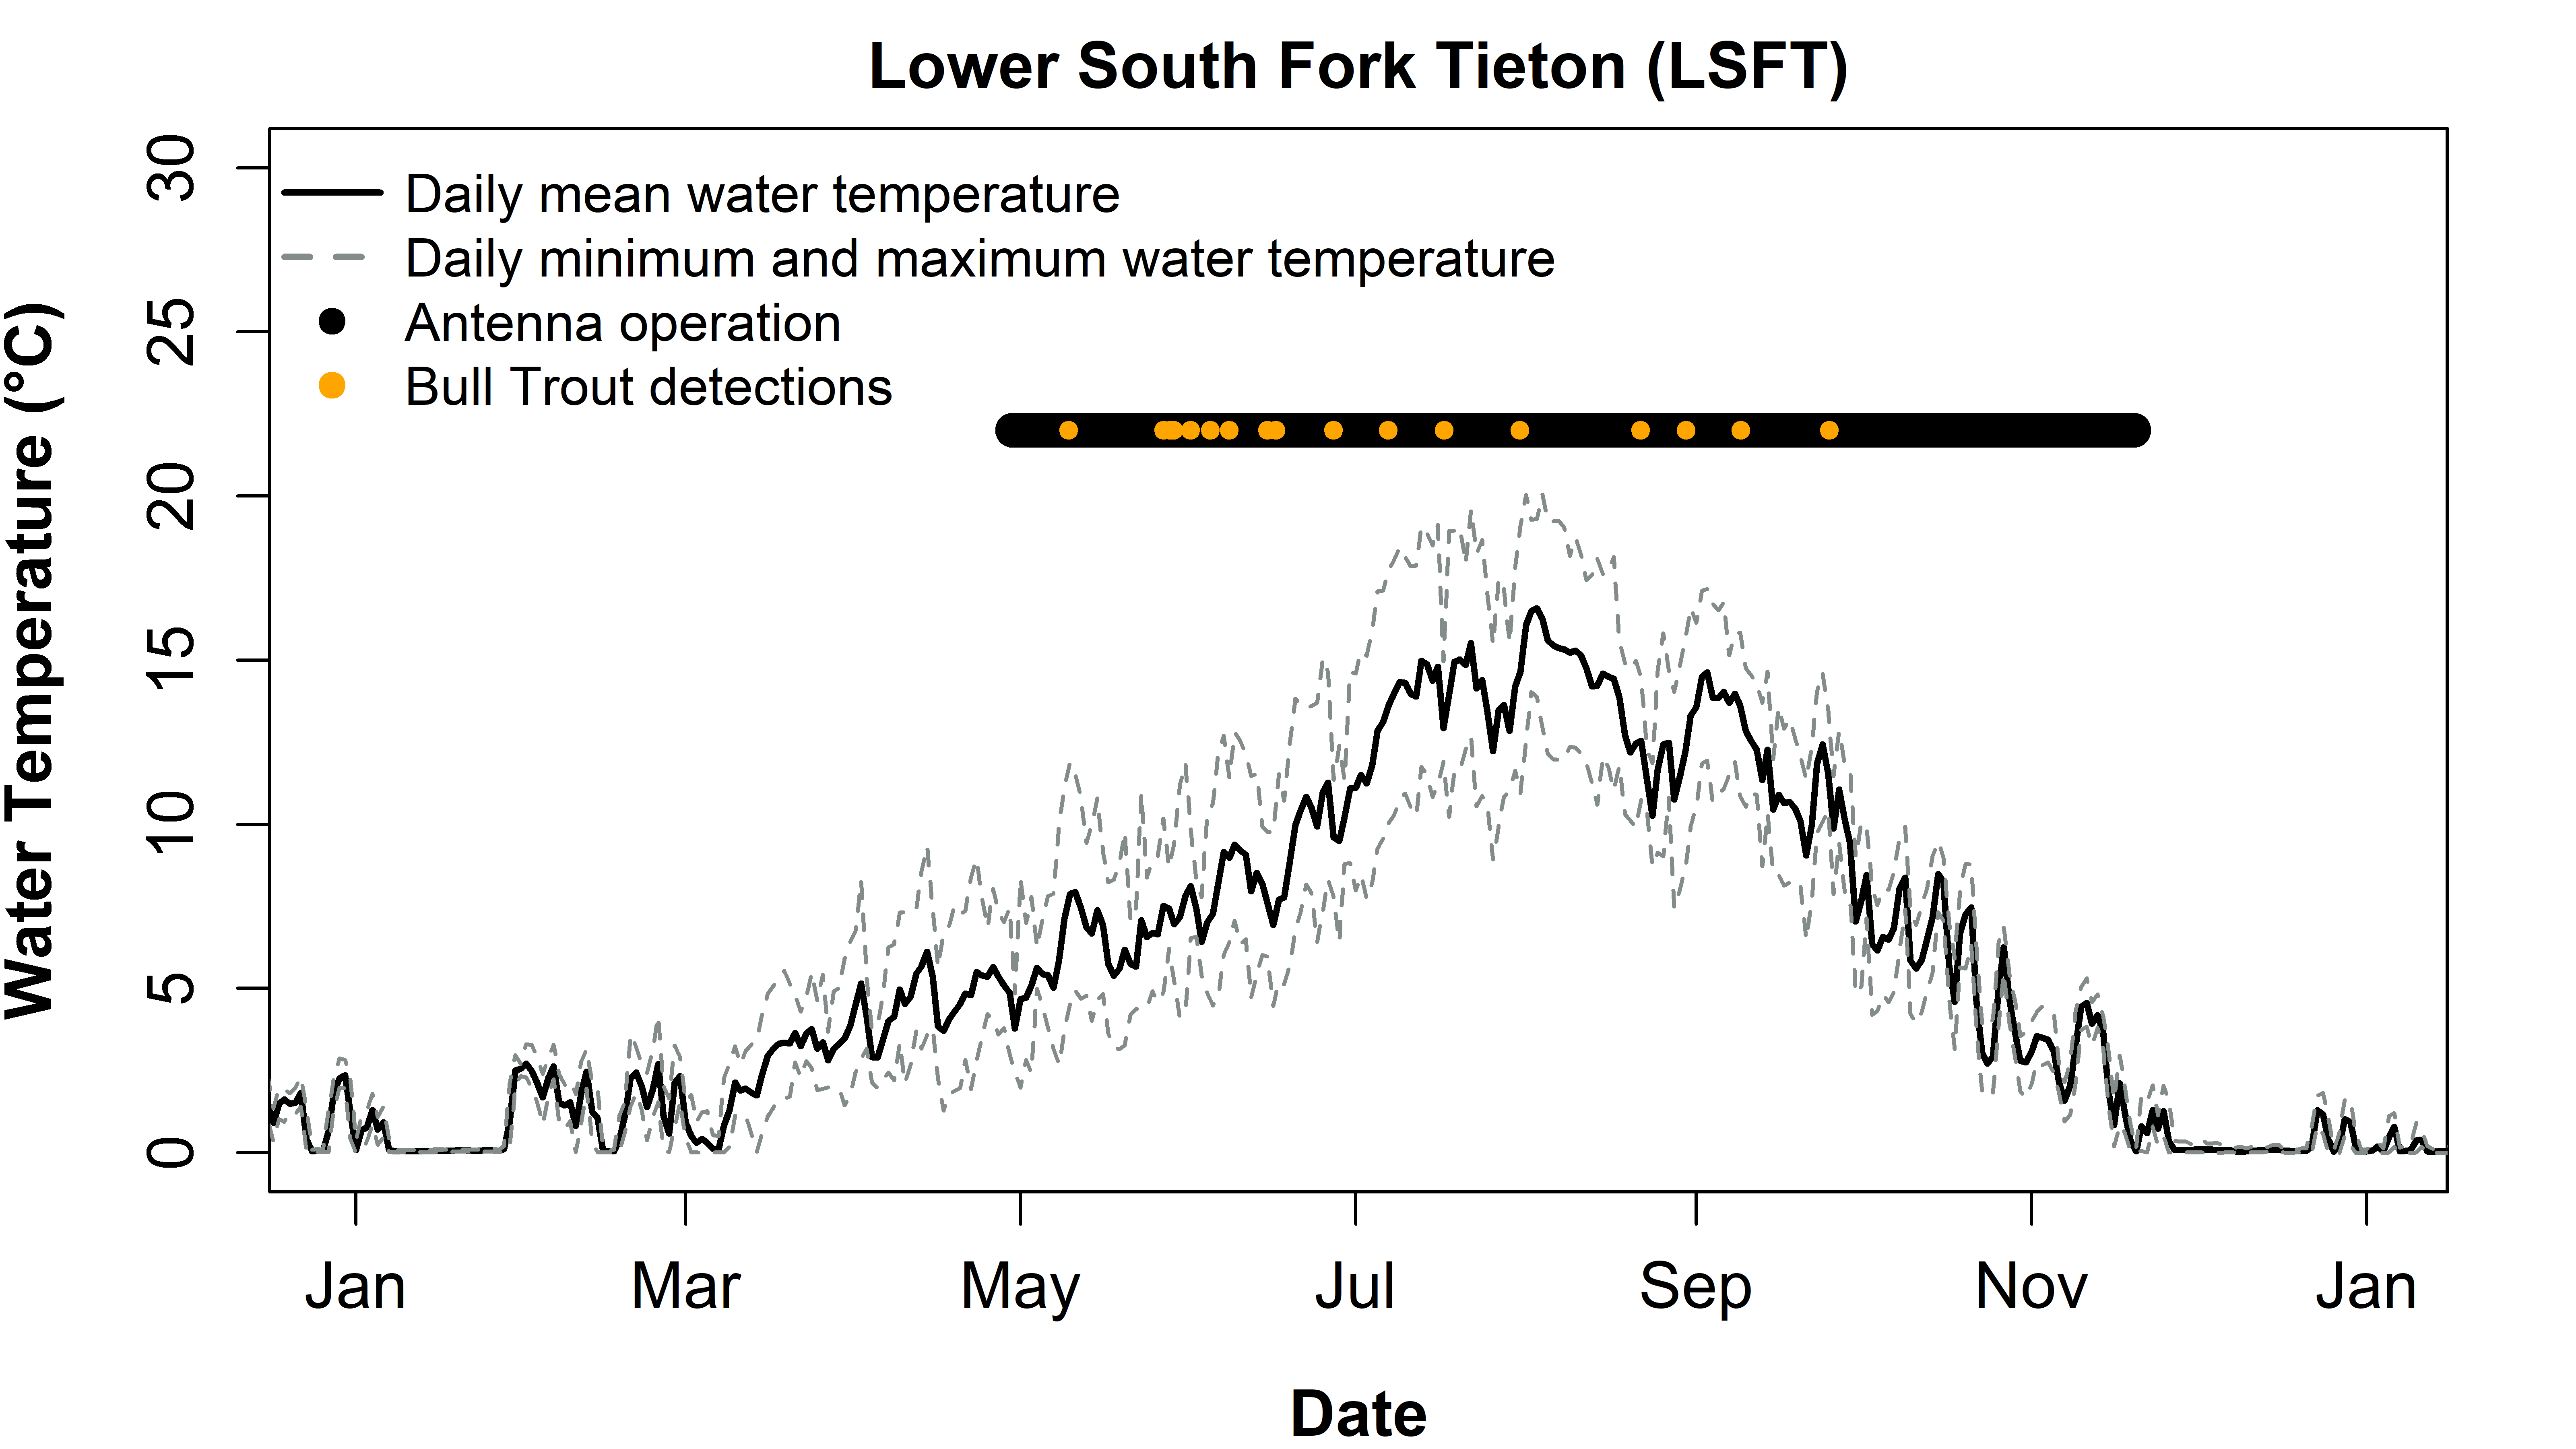 Lower South Fork Tieton (LSFT)
Daily mean water temperature
Daily minimum and maximum water temperature
Antenna operation
Bull Trout detections
Water Temperature (°C)
30
25
20
15
10
5
0
Jan Mar May Jul Sep Nov Jan
Date